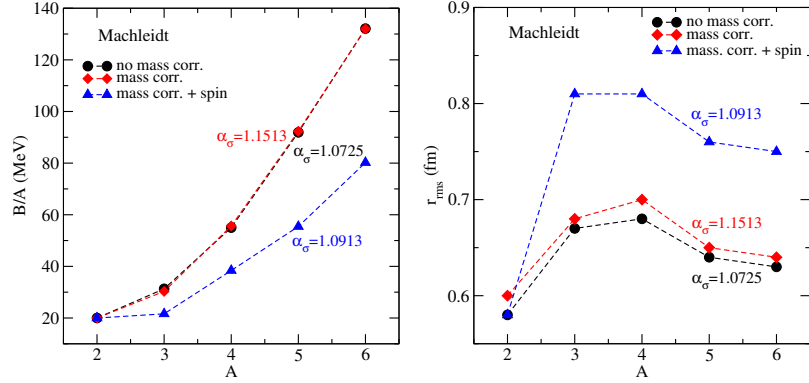 Machleidt
no mass corr.
mass corr.
mass corr. + spin
α_σ=1.1513
α_σ=1.0725
α_σ=1.0913
140
120
100
80
60
40
20
B/A (MeV)
2 3 4 5 6
A
Machleidt
no mass corr.
mass corr.
mass. corr. + spin
α_σ=1.0913
α_σ=1.1513
α_σ=1.0725
0.9
0.8
0.7
0.6
r_rms (fm)
2 3 4 5 6
A